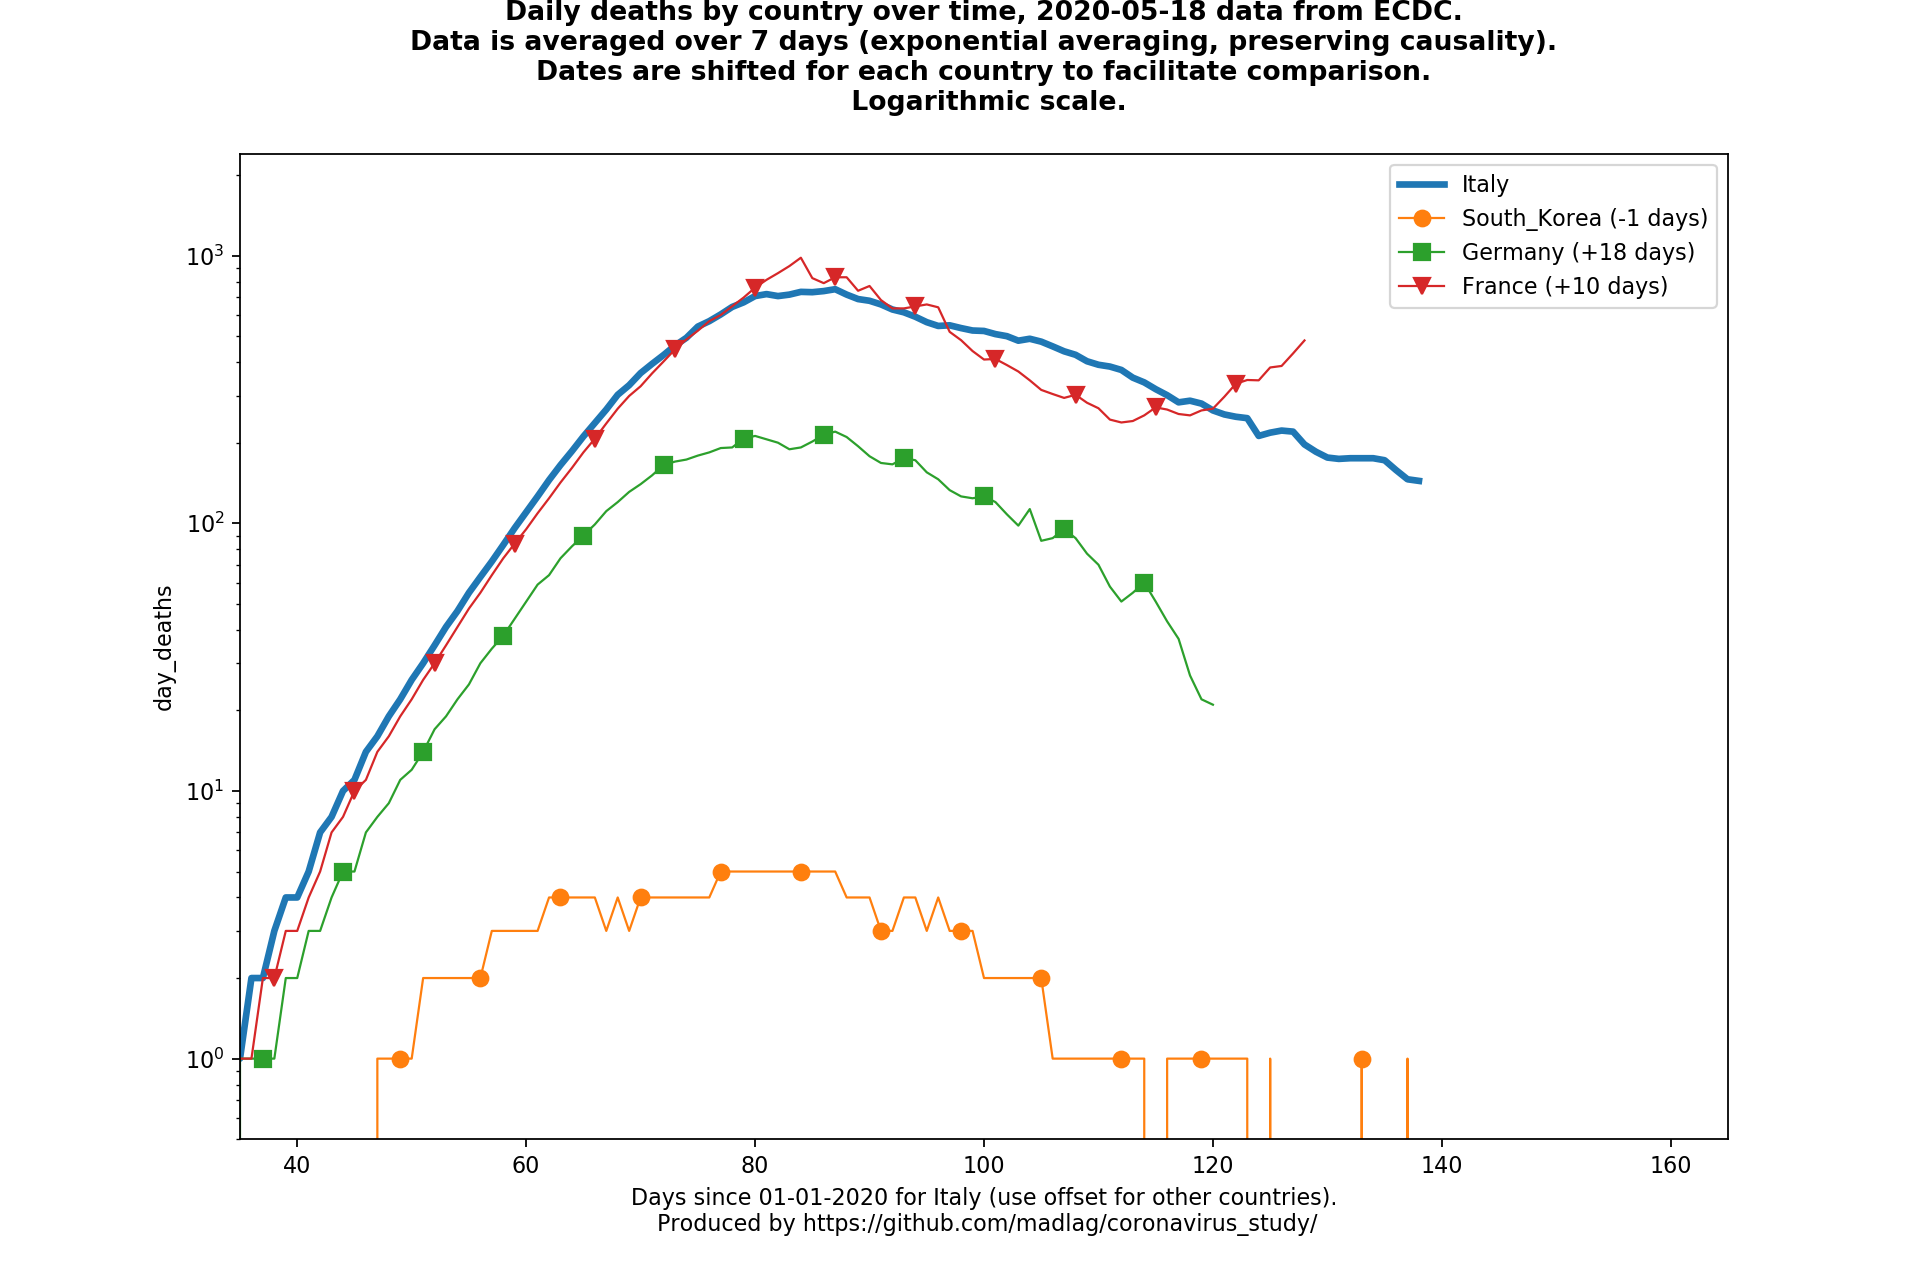 Daily deaths by country over time, 2020-05-18 data from ECDC.
Data is averaged over 7 days (exponential averaging, preserving causality).
Dates are shifted for each country to facilitate comparison.
Logarithmic scale.
Italy
South_Korea (-1 days)
Germany (+18 days)
France (+10 days)
10³
10²
10¹
10⁰
day_deaths
40 60 80 100 120 140 160
Days since 01-01-2020 for Italy (use offset for other countries).
Produced by https://github.com/madlag/coronavirus_study/